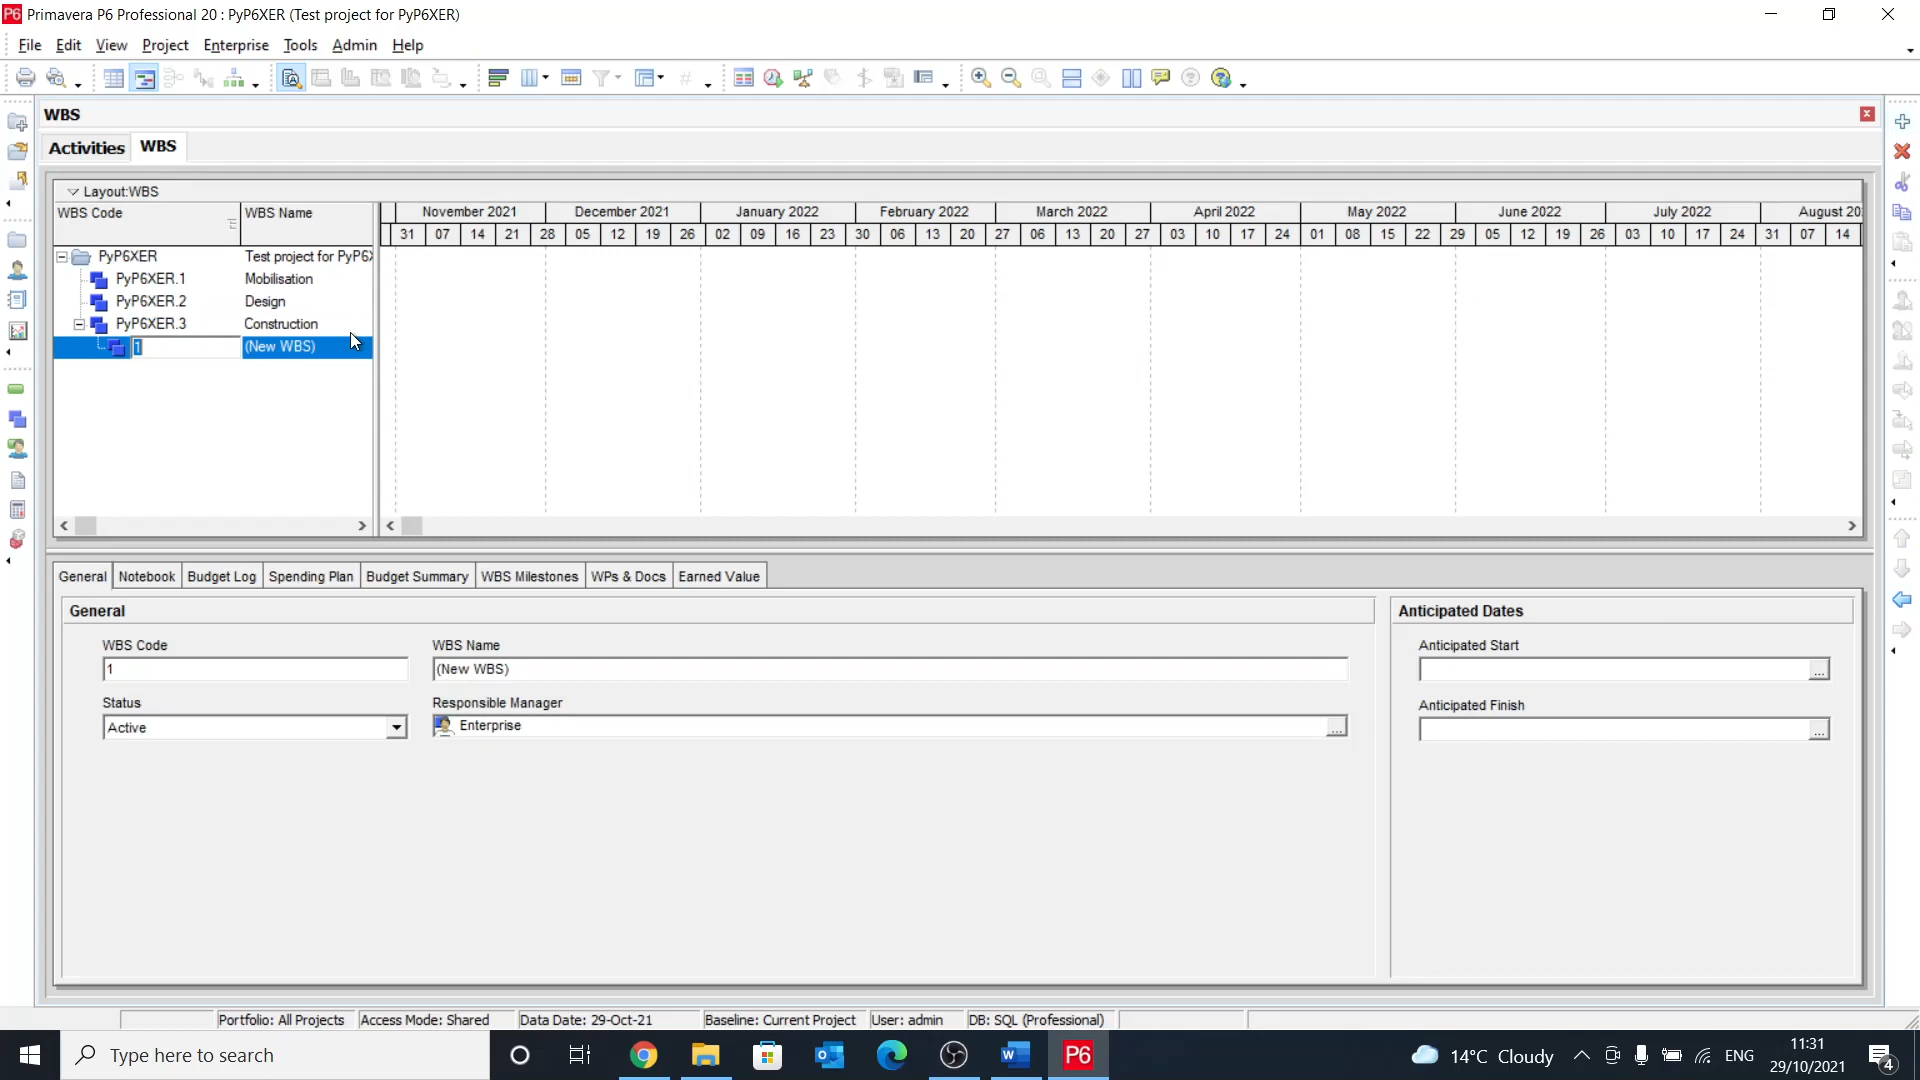 P6 Primavera P6 Professional 20 : PyP6XER (Test project for PyP6XER)
File Edit View Project Enterprise Tools Admin Help
WBS
Activities WBS
Layout:WBS
WBS Code WBS Name
November 2021 December 2021 January 2022 February 2022 March 2022 April 2022 May 2022 June 2022 July 2022 August 20
31 07 14 21 28 05 12 19 26 02 09 16 23 30 06 13 20 27 06 13 20 27 03 10 17 24 01 08 15 22 29 05 12 19 26 03 10 17 24 31 07 14
PyP6XER Test project for PyP6X
PyP6XER.1 Mobilisation
PyP6XER.2 Design
PyP6XER.3 Construction
1 (New WBS)
General Notebook Budget Log Spending Plan Budget Summary WBS Milestones WPs & Docs Earned Value
General Anticipated Dates
WBS Code WBS Name Anticipated Start
1 (New WBS) ...
Status Responsible Manager Anticipated Finish
Active Enterprise ... ...
Portfolio: All Projects Access Mode: Shared Data Date: 29-Oct-21 Baseline: Current Project User: admin DB: SQL (Professional)
Type here to search P6 14°C Cloudy ENG 11:31
29/10/2021 4